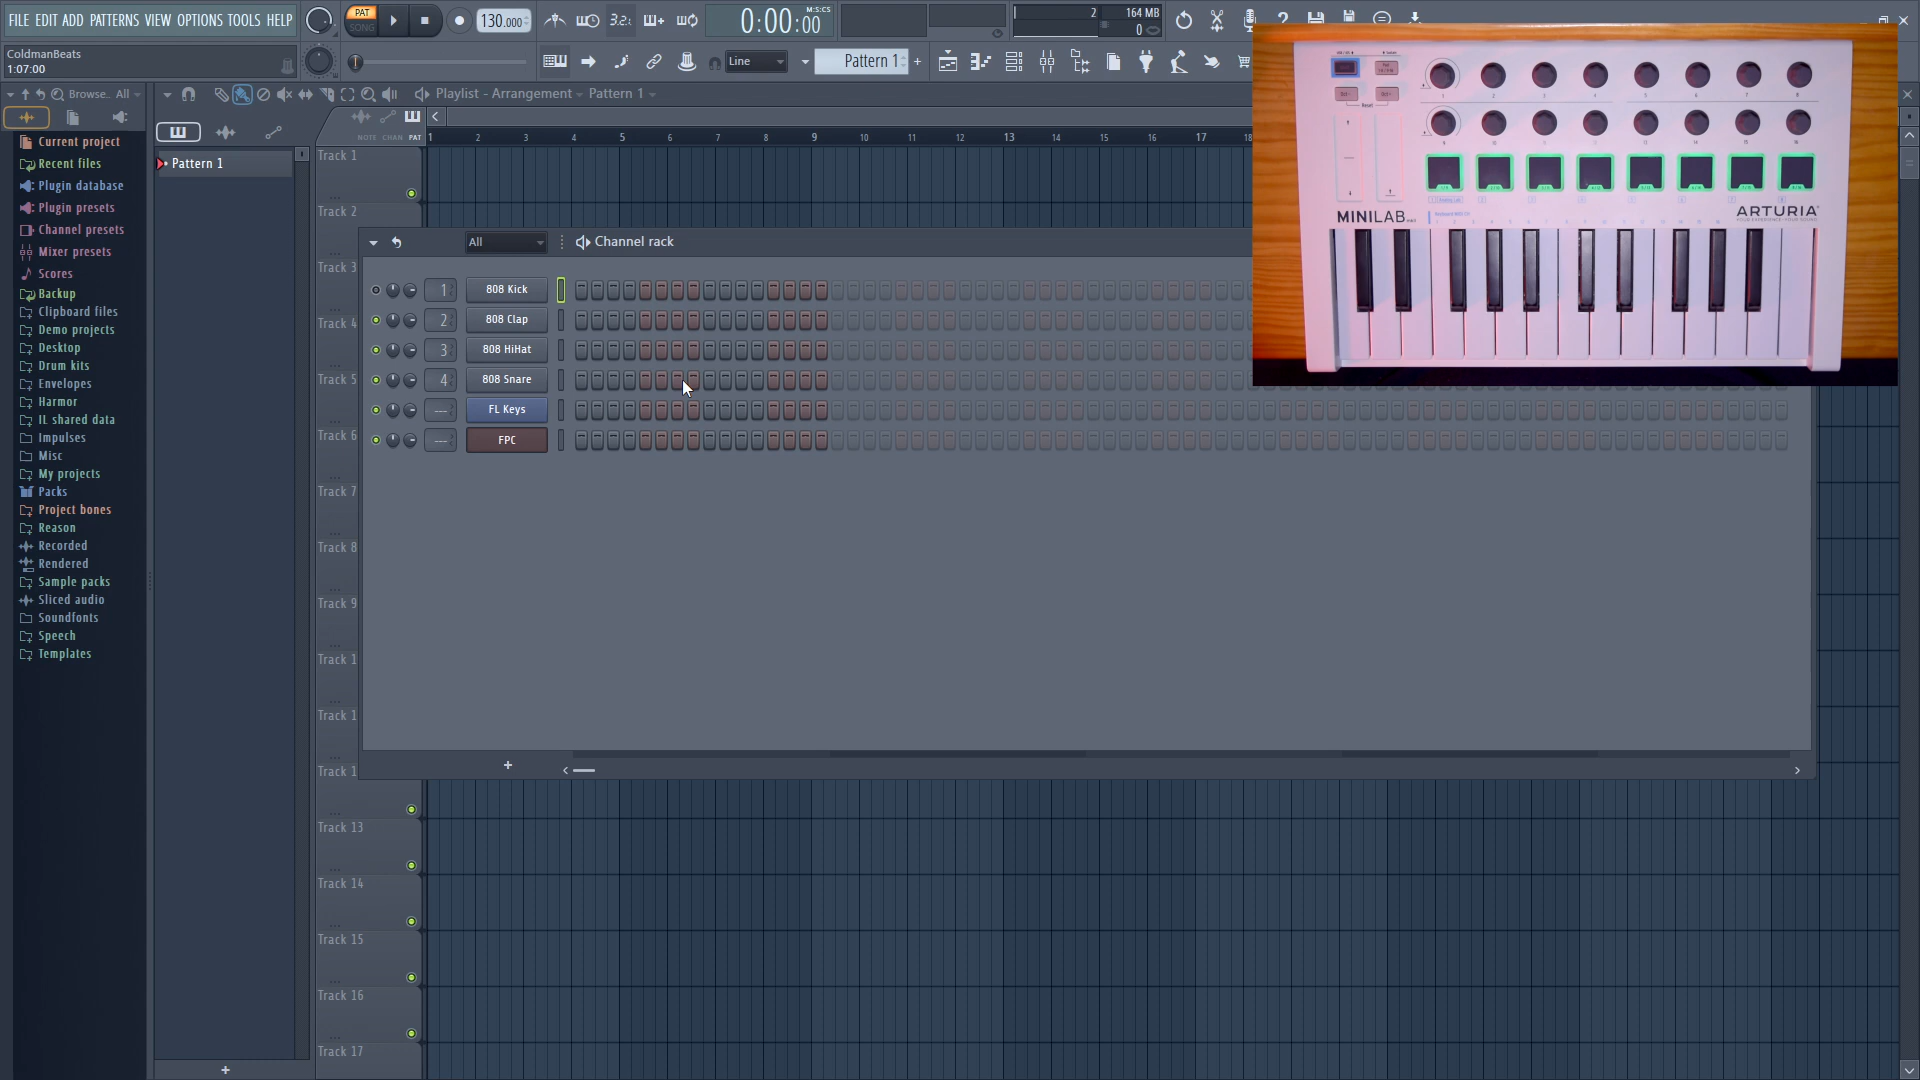 FILE EDIT ADD PATTERNS VIEW OPTIONS TOOLS HELP
PAT
SONG
130.000
3.2.
0:00:00
M:S:CS
2
164 MB
0
ColdmanBeats
1:07:00
Line
Pattern 1
+
Browse.. All
Playlist - Arrangement
Pattern 1
NOTE CHAN PAT
1 2 3 4 5 6 7 8 9 10 11 12 13 14 15 16 17 18
Current project
Recent files
Plugin database
Plugin presets
Channel presets
Mixer presets
Scores
Backup
Clipboard files
Demo projects
Desktop
Drum kits
Envelopes
Harmor
IL shared data
Impulses
Misc
My projects
Packs
Project bones
Reason
Recorded
Rendered
Sample packs
Sliced audio
Soundfonts
Speech
Templates
Pattern 1
Track 1
Track 2
Track 3
Track 4
Track 5
Track 6
Track 7
Track 8
Track 9
Track 1
Track 1
Track 1
Track 13
Track 14
Track 15
Track 16
Track 17
All
Channel rack
1 808 Kick
2 808 Clap
3 808 HiHat
4 808 Snare
--- FL Keys
--- FPC
+
MINILAB
ARTURIA
+